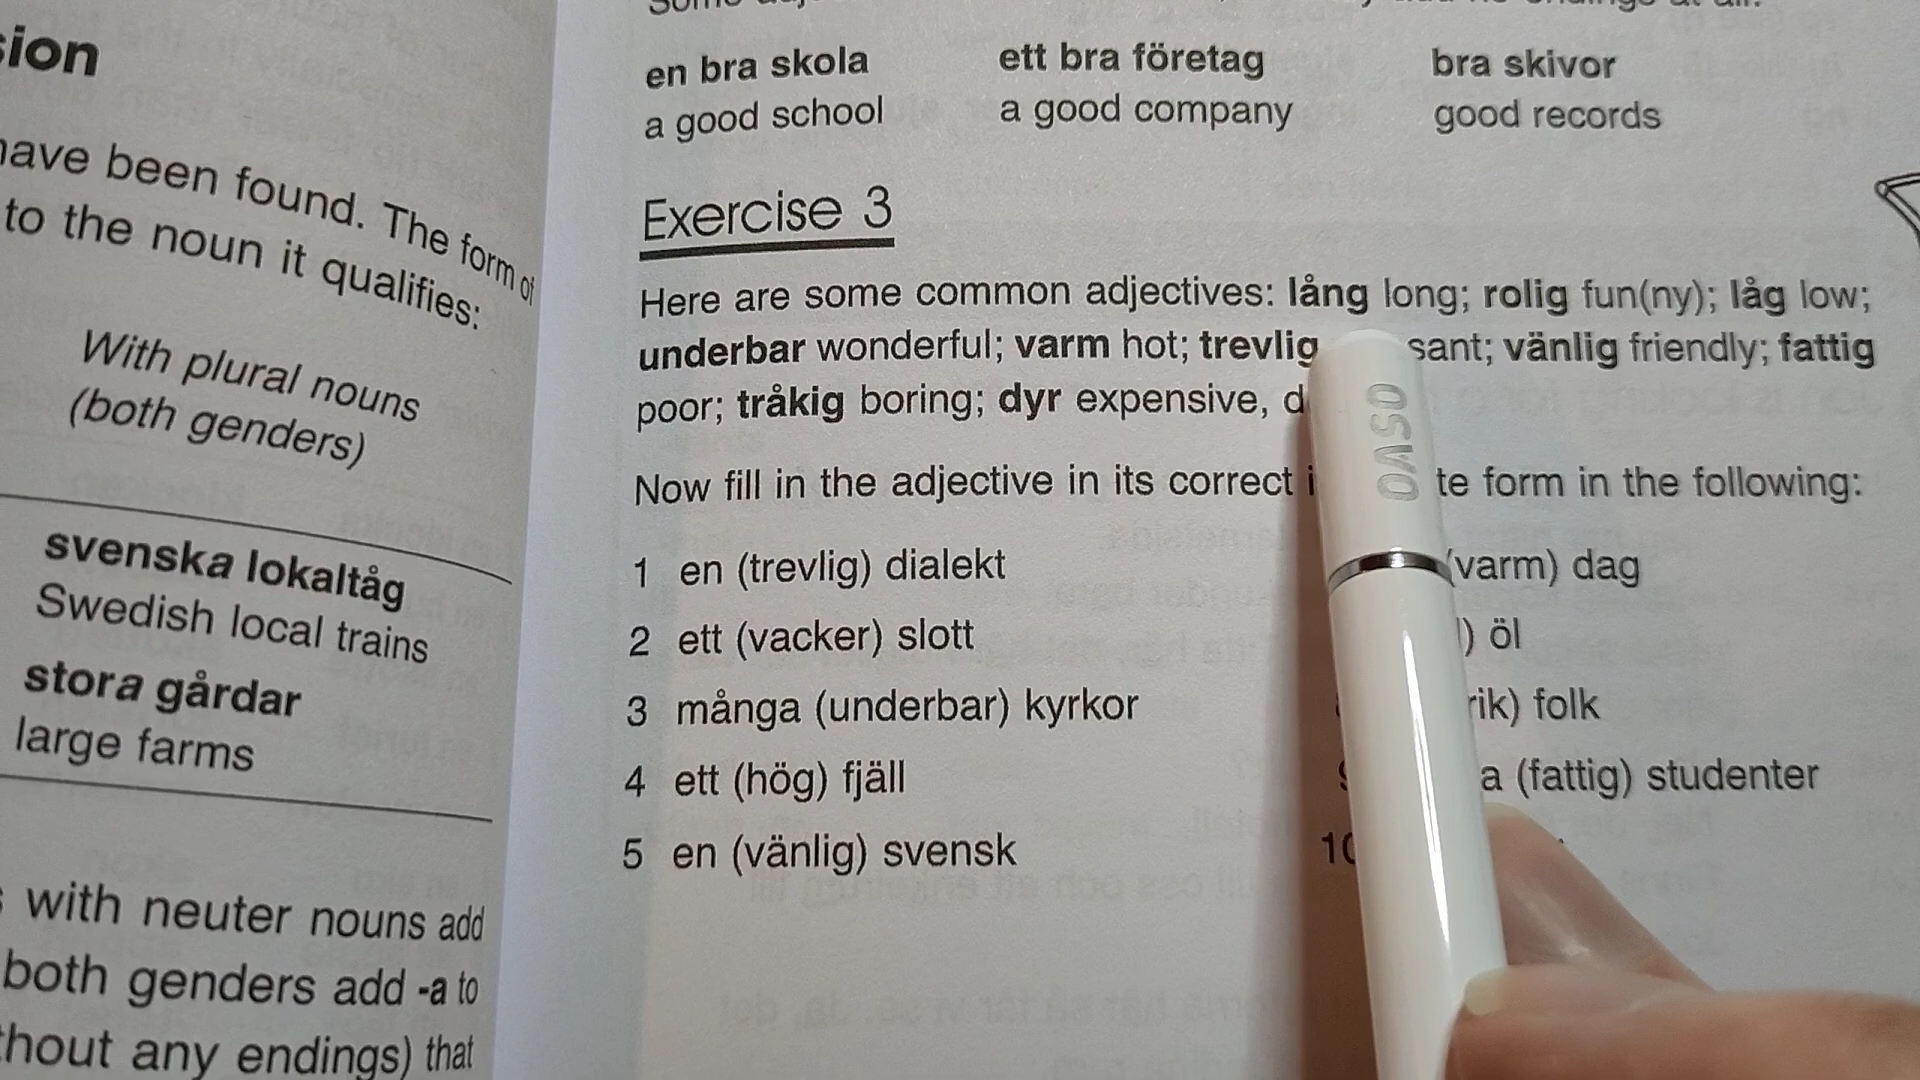 sion
have been found. The form of
to the noun it qualifies:
With plural nouns
(both genders)
svenska lokaltåg
Swedish local trains
stora gårdar
large farms
with neuter nouns add
both genders add -a to
any endings) that
en bra skola ett bra företag bra skivor
a good school a good company good records
Exercise 3
Here are some common adjectives: lång long; rolig fun(ny); låg low;
underbar wonderful; varm hot; trevlig sant; vänlig friendly; fattig
poor; tråkig boring; dyr expensive, d
Now fill in the adjective in its correct i te form in the following:
1 en (trevlig) dialekt (varm) dag
2 ett (vacker) slott l) öl
3 många (underbar) kyrkor rik) folk
4 ett (hög) fjäll 9 a (fattig) studenter
5 en (vänlig) svensk 10
OASO